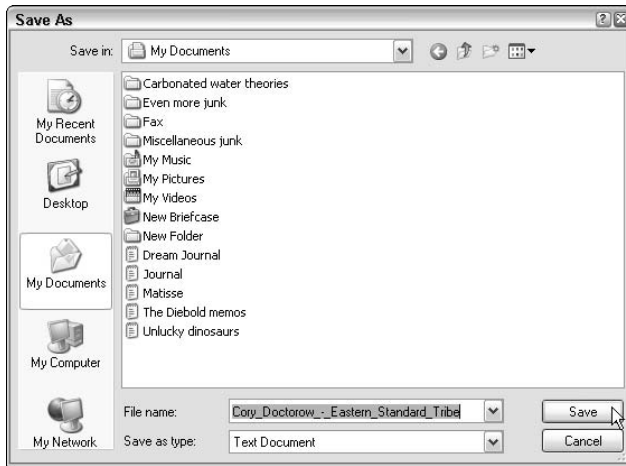 Save As
Save in:
My Documents
My Recent
Documents
Desktop
My Documents
My Computer
My Network
Carbonated water theories
Even more junk
Fax
Miscellaneous junk
My Music
My Pictures
My Videos
New Briefcase
New Folder
Dream Journal
Journal
Matisse
The Diebold memos
Unlucky dinosaurs
File name:
Cory_Doctorow_-_Eastern_Standard_Tribe
Save
Save as type:
Text Document
Cancel